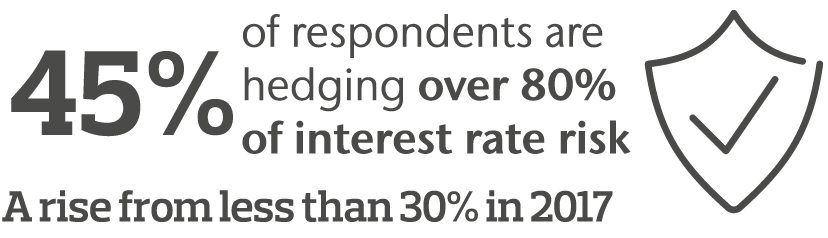 45%
of respondents are
hedging over 80%
of interest rate risk
A rise from less than 30% in 2017